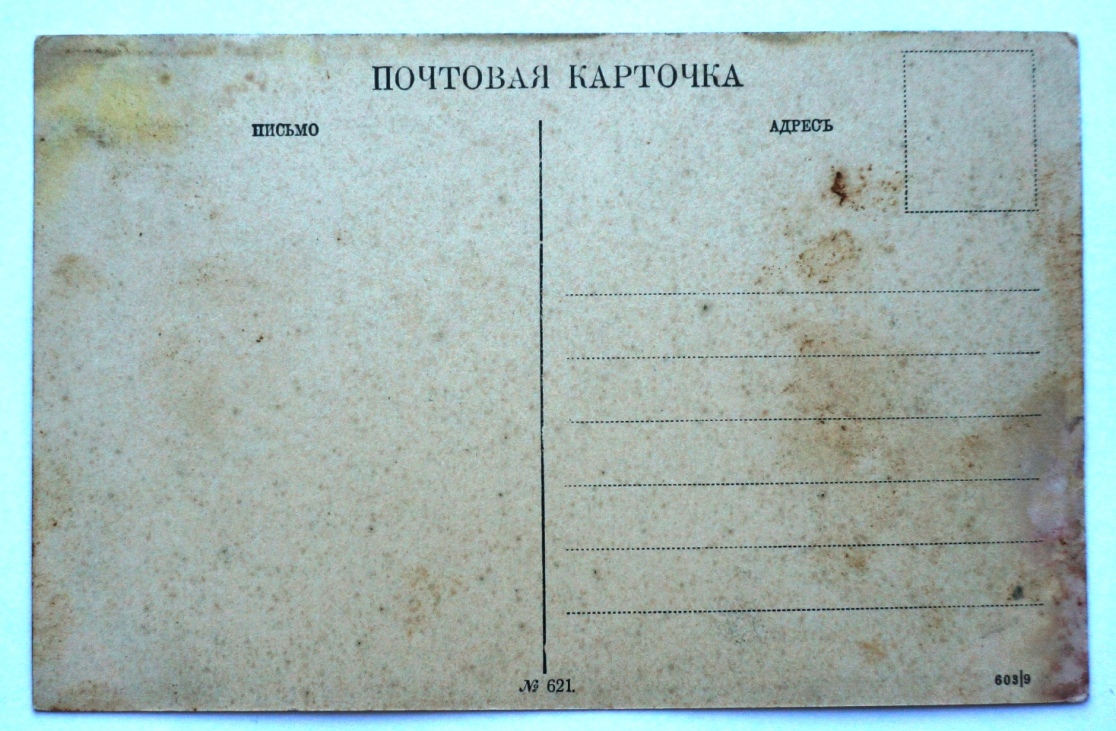 ПОЧТОВАЯ КАРТОЧКА
ПИСЬМО
АДРЕСЪ
№ 621.
603|9